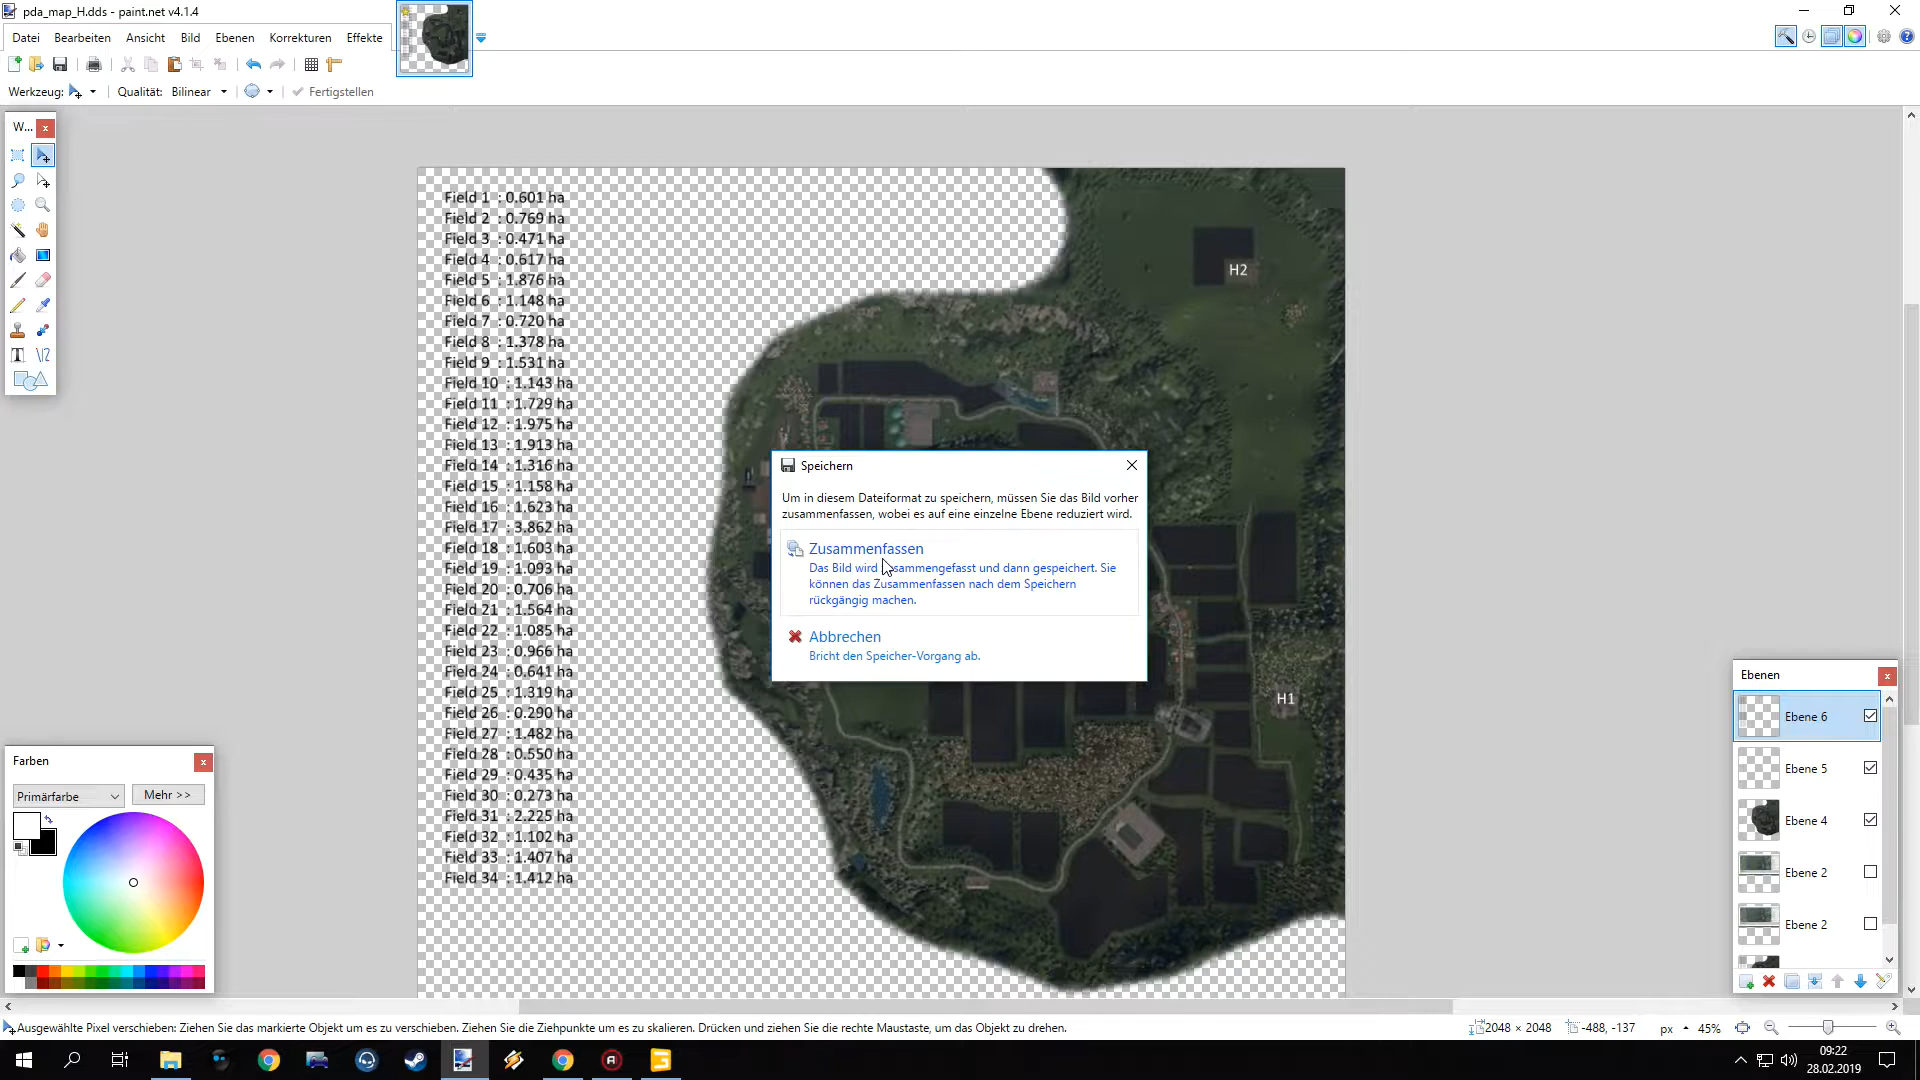 pda_map_H.dds - paint.net v4.1.4
Datei Bearbeiten Ansicht Bild Ebenen Korrekturen Effekte
Werkzeug: Qualität: Bilinear Fertigstellen
W...
Field 1 : 0.601 ha
Field 2 : 0.769 ha
Field 3 : 0.471 ha
Field 4 : 0.617 ha
Field 5 : 1.876 ha
Field 6 : 1.148 ha
Field 7 : 0.720 ha
Field 8 : 1.378 ha
Field 9 : 1.531 ha
Field 10 : 1.143 ha
Field 11 : 1.729 ha
Field 12 : 1.975 ha
Field 13 : 1.913 ha
Field 14 : 1.316 ha
Field 15 : 1.158 ha
Field 16 : 1.623 ha
Field 17 : 3.862 ha
Field 18 : 1.603 ha
Field 19 : 1.093 ha
Field 20 : 0.706 ha
Field 21 : 1.564 ha
Field 22 : 1.085 ha
Field 23 : 0.966 ha
Field 24 : 0.641 ha
Field 25 : 1.319 ha
Field 26 : 0.290 ha
Field 27 : 1.482 ha
Field 28 : 0.550 ha
Field 29 : 0.435 ha
Field 30 : 0.273 ha
Field 31 : 2.225 ha
Field 32 : 1.102 ha
Field 33 : 1.407 ha
Field 34 : 1.412 ha
H2
H1
Speichern
Um in diesem Dateiformat zu speichern, müssen Sie das Bild vorher
zusammenfassen, wobei es auf eine einzelne Ebene reduziert wird.
Zusammenfassen
Das Bild wird zusammengefasst und dann gespeichert. Sie
können das Zusammenfassen nach dem Speichern
rückgängig machen.
Abbrechen
Bricht den Speicher-Vorgang ab.
Ebenen
Ebene 6
Ebene 5
Ebene 4
Ebene 2
Ebene 2
Farben
Primärfarbe Mehr >>
Ausgewählte Pixel verschieben: Ziehen Sie das markierte Objekt um es zu verschieben. Ziehen Sie die Ziehpunkte um es zu skalieren. Drücken und ziehen Sie die rechte Maustaste, um das Objekt zu drehen. 2048 × 2048 -488, -137 px 45%
09:22
28.02.2019